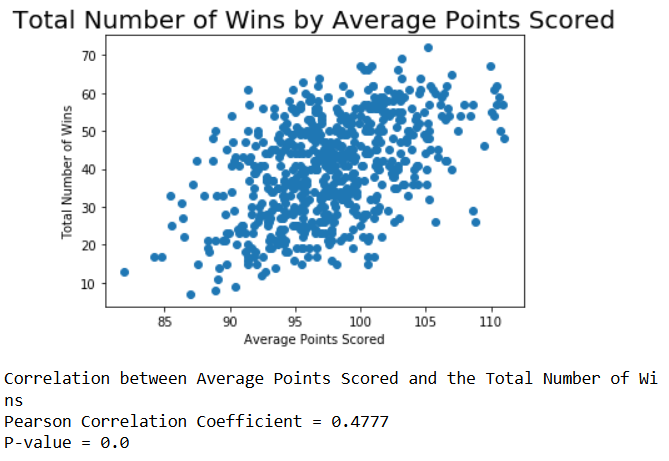 Total Number of Wins by Average Points Scored
70
60
50
40
30
20
10
Total Number of Wins
85 90 95 100 105 110
Average Points Scored
Correlation between Average Points Scored and the Total Number of Wi
ns
Pearson Correlation Coefficient = 0.4777
P-value = 0.0